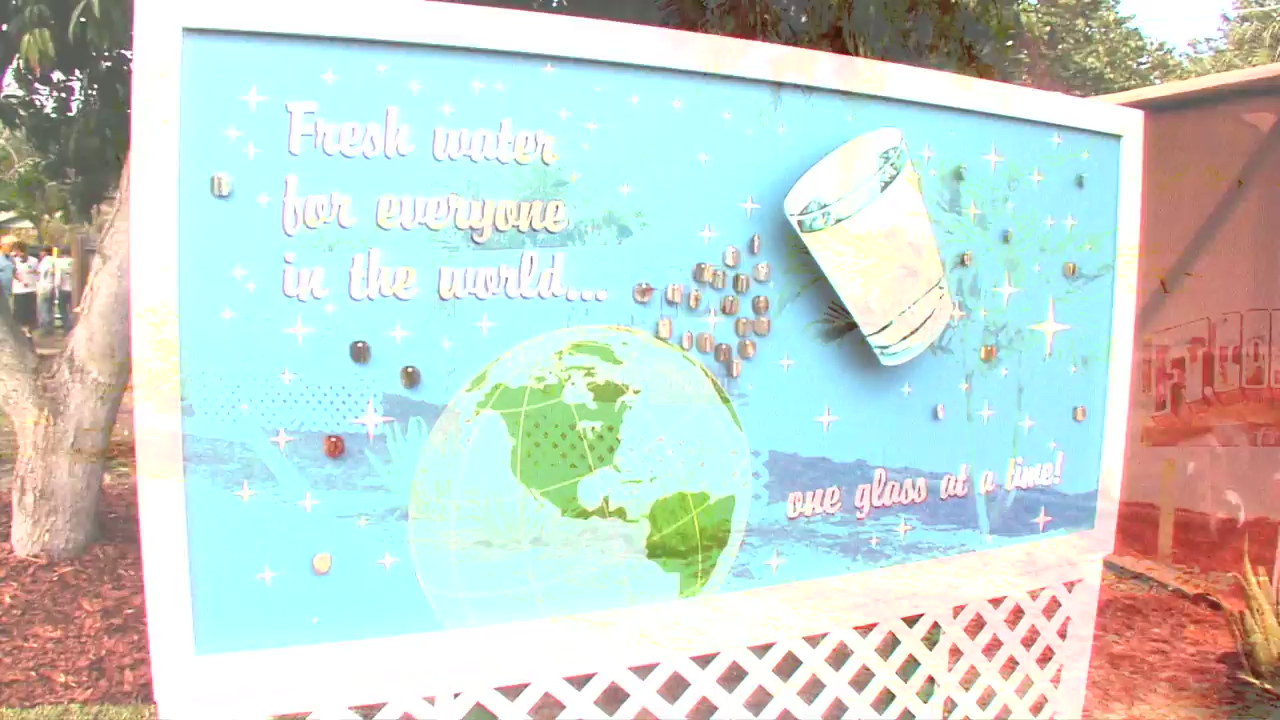 Fresh water
for everyone
in the world...
one glass at a time!